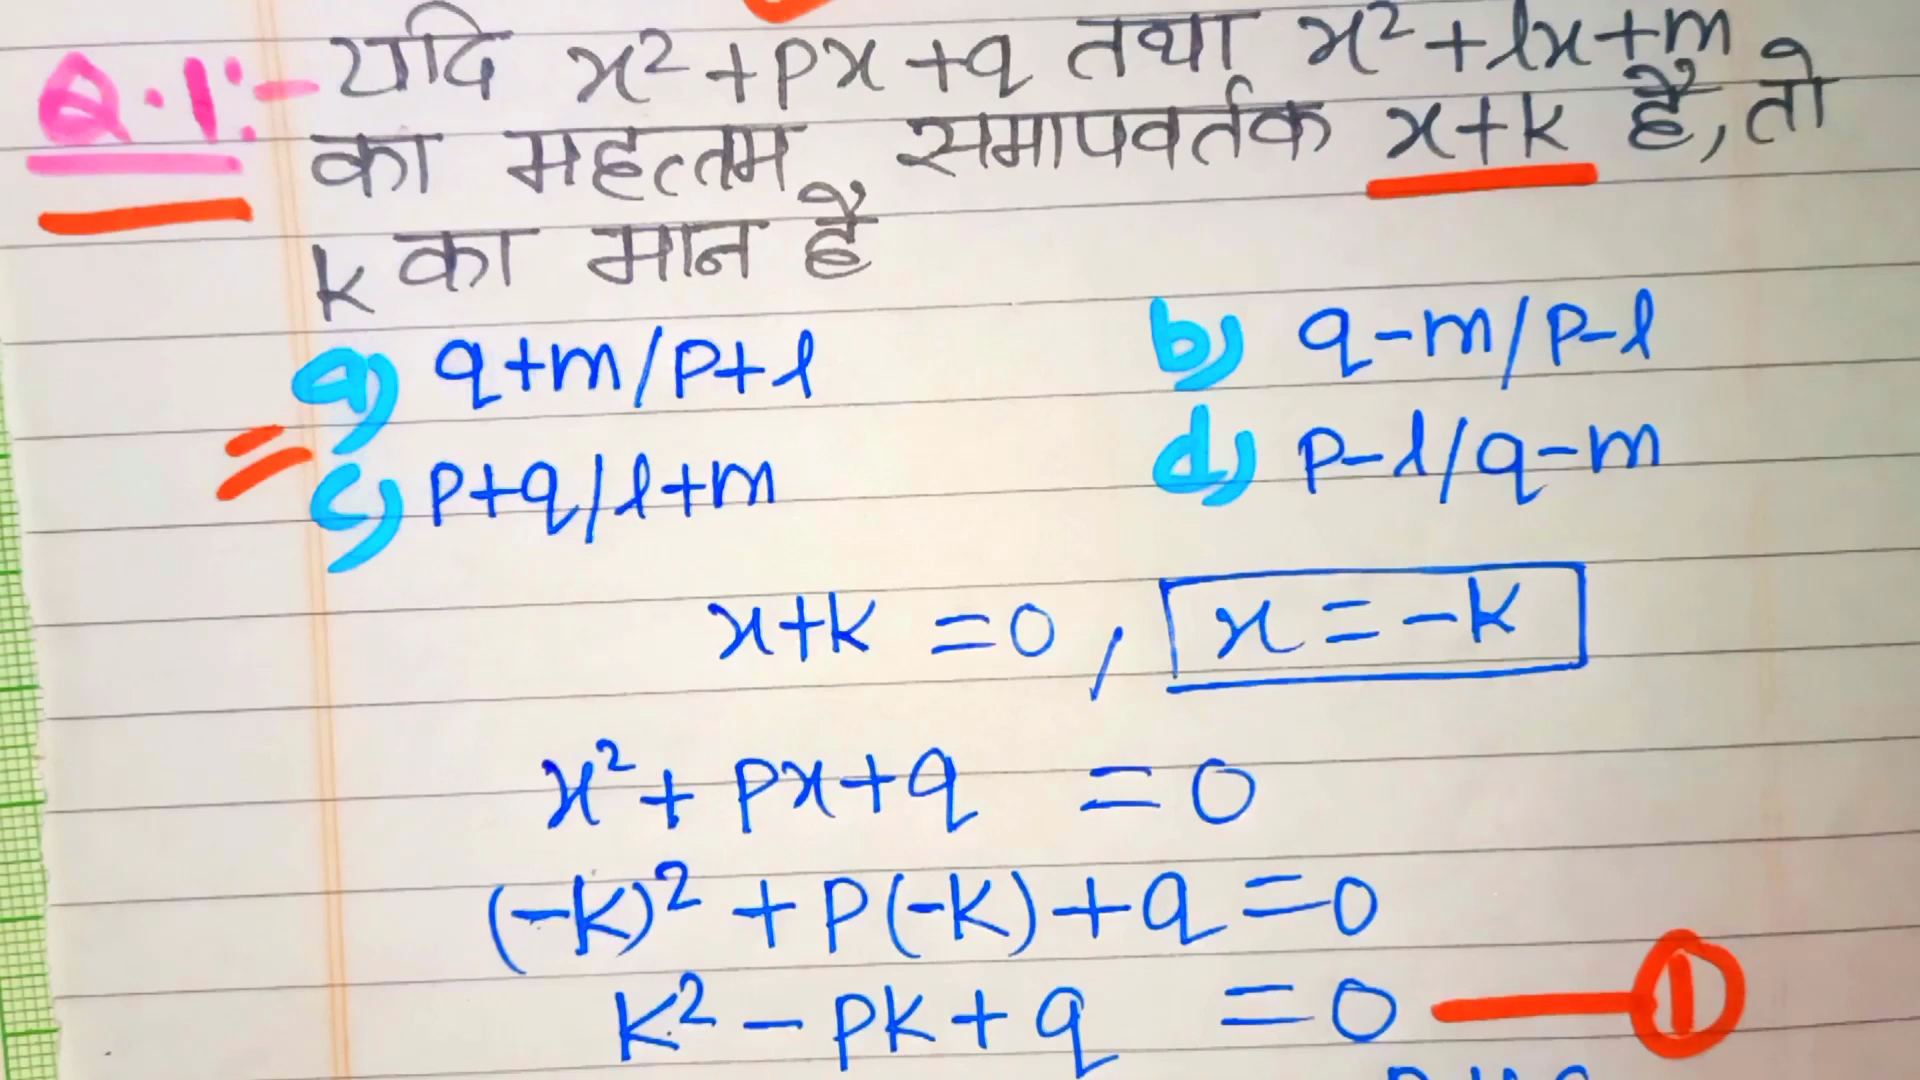 Q.1:- यदि x²+px+q तथा x²+lx+m
का महत्तम समापवर्तक x+k है, तो
k का मान है
a) q+m/p+l b) q-m/p-l
c) p+q/l+m d) p-l/q-m
x+k =0, x=-k
x²+px+q =0
(-k)²+p(-k)+q=0
k²-pk+q =0 — 1